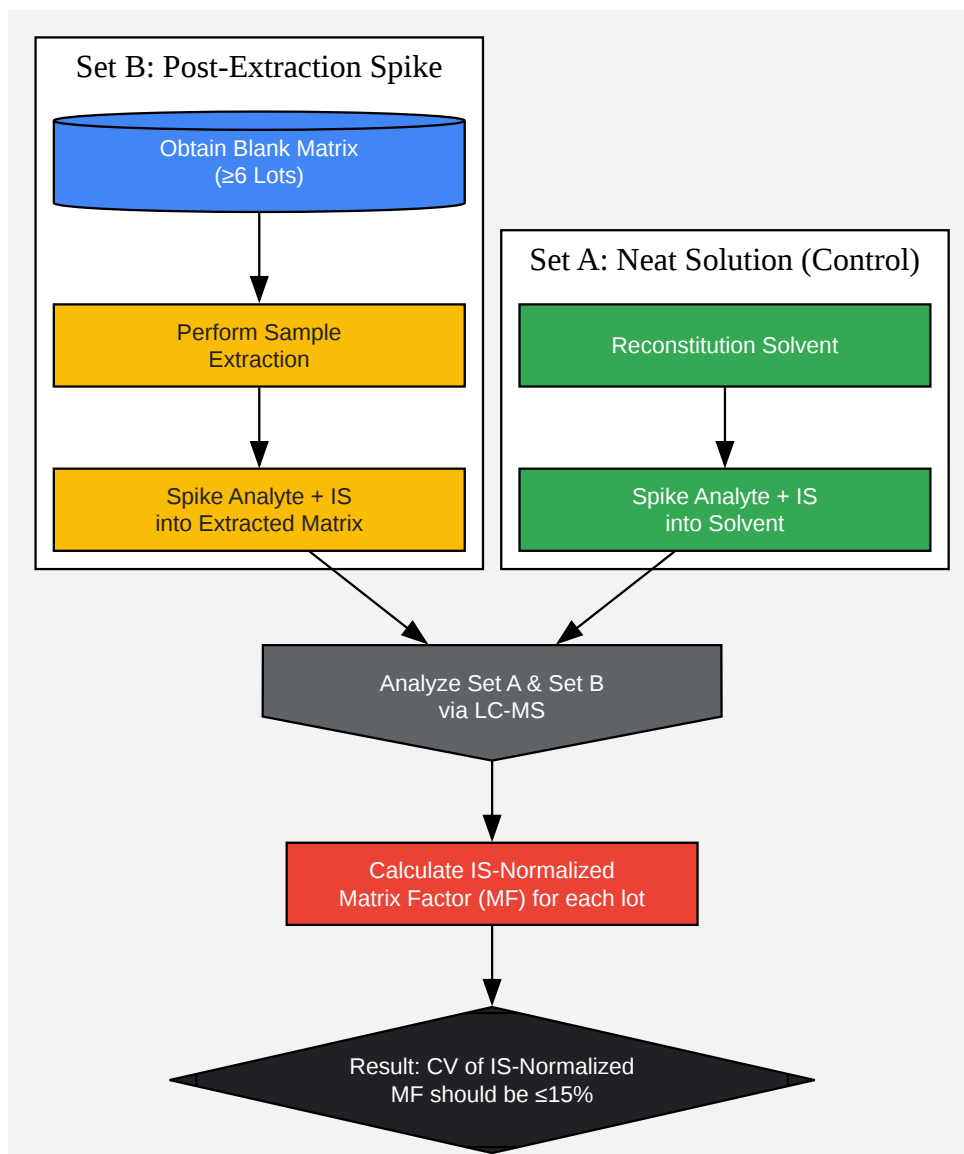 Set B: Post-Extraction Spike
Obtain Blank Matrix
(≥6 Lots)
Perform Sample
Extraction
Spike Analyte + IS
into Extracted Matrix
Set A: Neat Solution (Control)
Reconstitution Solvent
Spike Analyte + IS
into Solvent
Analyze Set A & Set B
via LC-MS
Calculate IS-Normalized
Matrix Factor (MF) for each lot
Result: CV of IS-Normalized
MF should be ≤15%